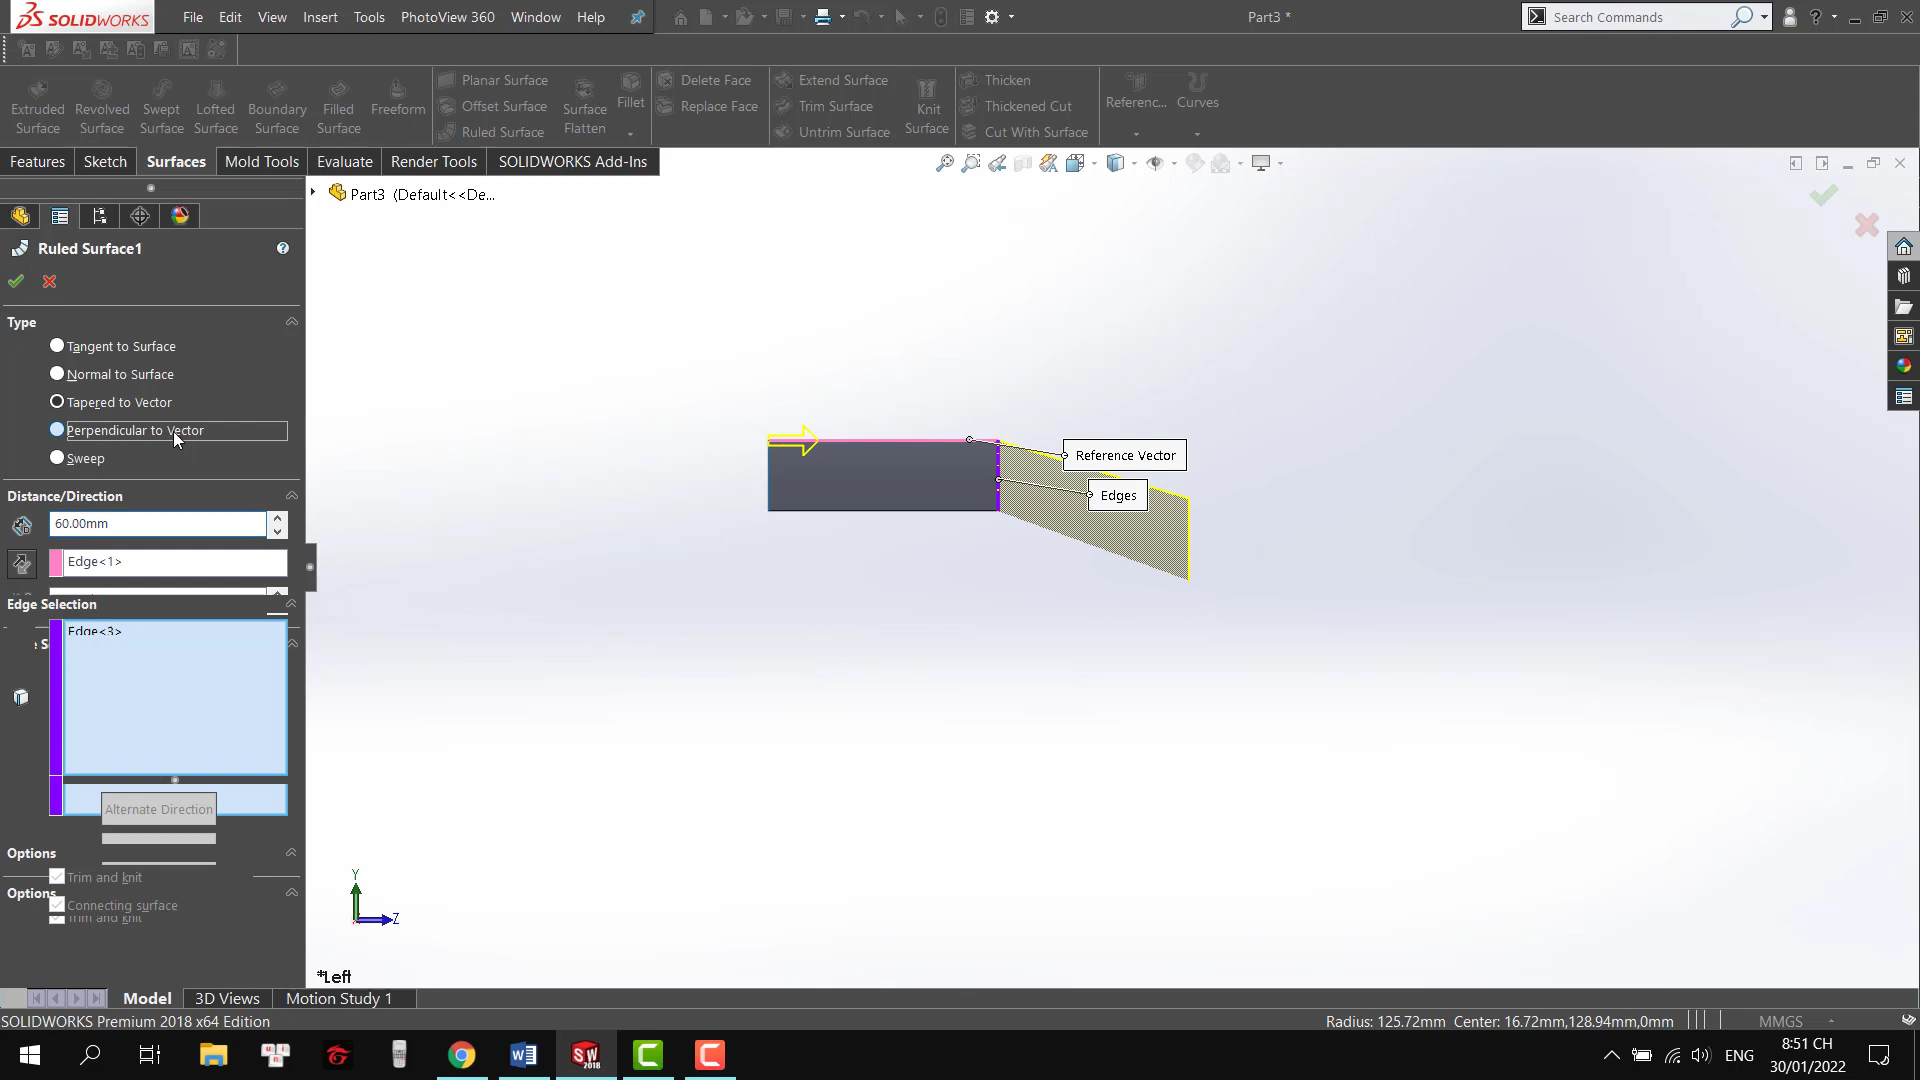 SOLIDWORKS File Edit View Insert Tools PhotoView 360 Window Help Part3 * Search Commands
Extruded Surface
Revolved Surface
Swept Surface
Lofted Surface
Boundary Surface
Filled Surface
Freeform
Planar Surface
Offset Surface
Ruled Surface
Surface Flatten
Fillet
Delete Face
Replace Face
Extend Surface
Trim Surface
Untrim Surface
Knit Surface
Thicken
Thickened Cut
Cut With Surface
Referenc...
Curves
Features Sketch Surfaces Mold Tools Evaluate Render Tools SOLIDWORKS Add-Ins
Part3 (Default<<De...
Ruled Surface1
Type
Tangent to Surface
Normal to Surface
Tapered to Vector
Perpendicular to Vector
Sweep
Distance/Direction
60.00mm
Edge<1>
Edge Selection
Edge<3>
Alternate Direction
Options
Trim and knit
Options
Connecting surface
Trim and knit
Reference Vector
Edges
Y
Z
*Left
Model 3D Views Motion Study 1
SOLIDWORKS Premium 2018 x64 Edition Radius: 125.72mm Center: 16.72mm,128.94mm,0mm MMGS
SW
2018
ENG
8:51 CH
30/01/2022